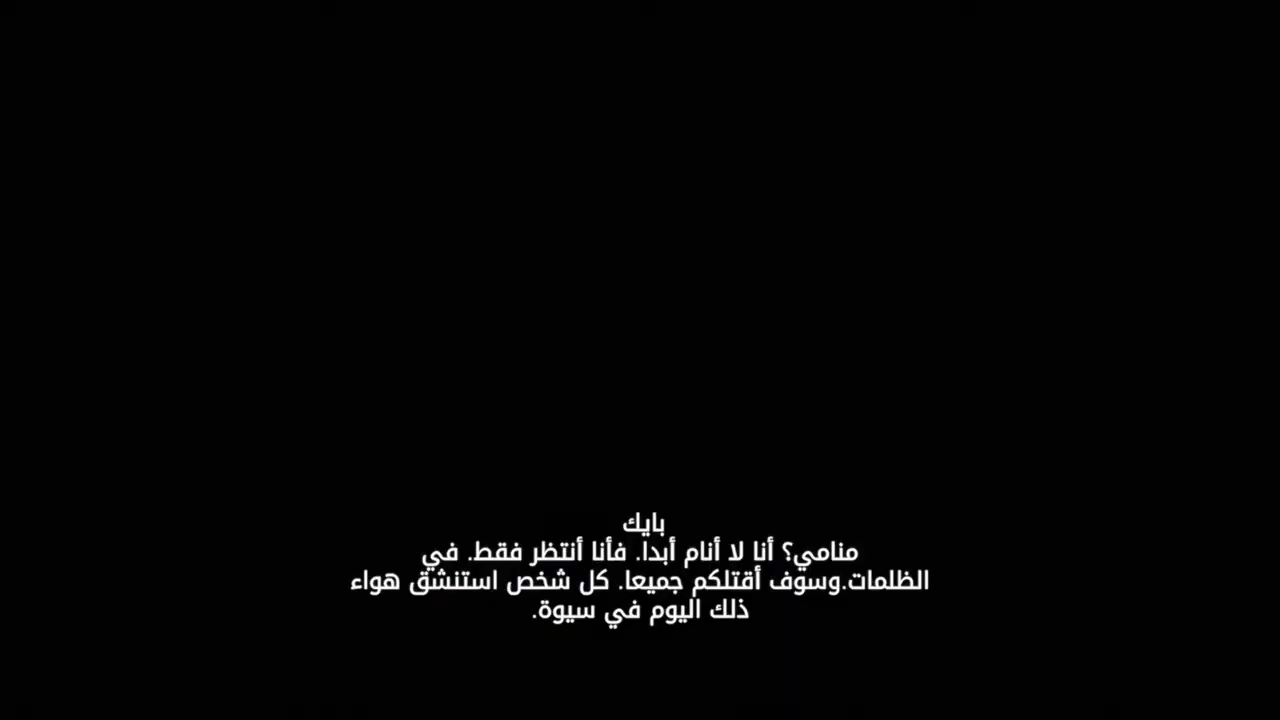 بايك
منامي؟ أنا لا أنام أبدا. فأنا أنتظر فقط. في
الظلمات.وسوف أقتلكم جميعا. كل شخص استنشق هواء
ذلك اليوم في سيوة.